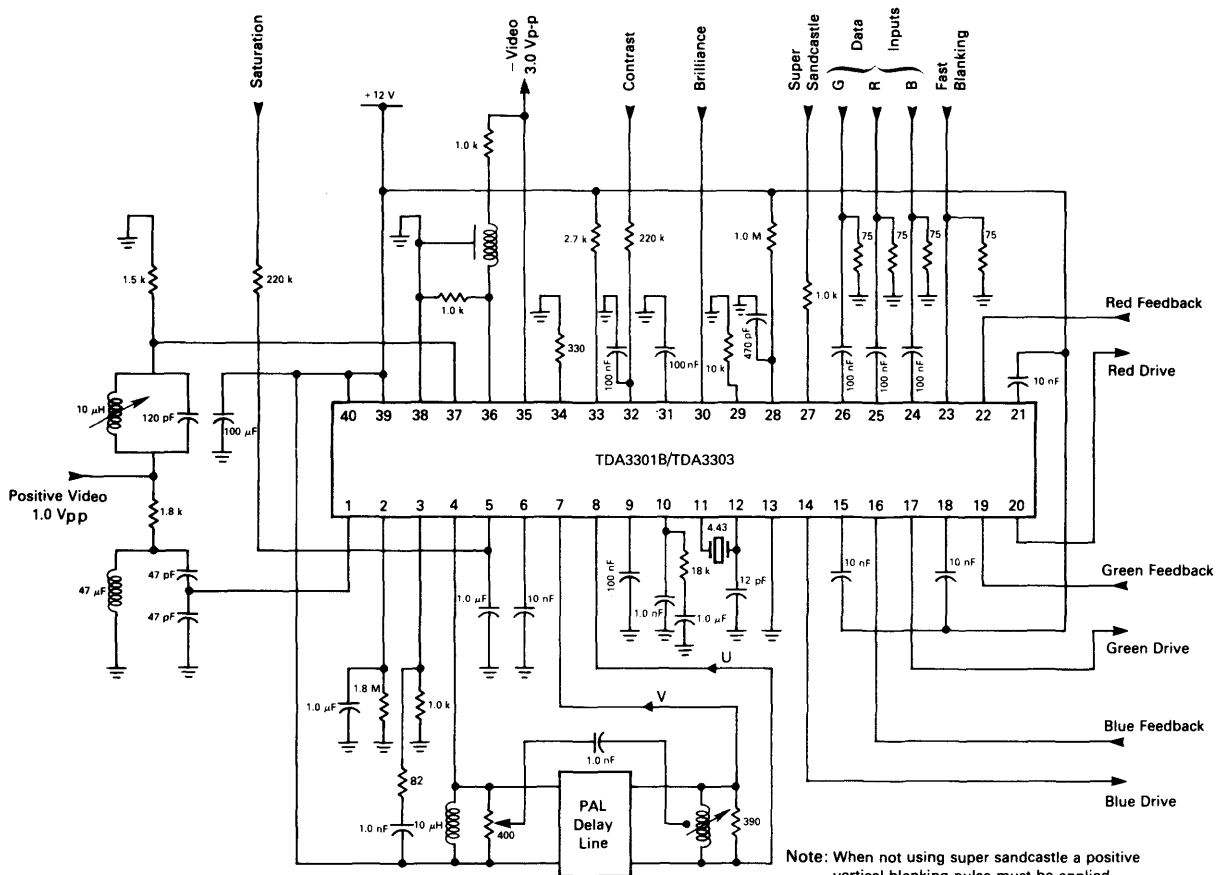 Saturation
+ 12 V
– Video
3.0 Vp-p
Contrast
Brilliance
Super
Sandcastle
Data
Inputs
G
R
B
Fast
Blanking
1.0 k
1.5 k
220 k
2.7 k
220 k
1.0 M
75
75
75
75
1.0 k
1.0 k
330
100 nF
100 nF
10 k
470 pF
100 nF
100 nF
100 nF
10 nF
Red Feedback
Red Drive
10 μH
120 pF
100 μF
40 39 38 37 36 35 34 33 32 31 30 29 28 27 26 25 24 23 22 21
TDA3301B/TDA3303
1 2 3 4 5 6 7 8 9 10 11 12 13 14 15 16 17 18 19 20
Positive Video
1.0 Vpp
1.8 k
47 μF
47 pF
47 pF
1.0 μF
10 nF
100 nF
1.0 nF
18 k
1.0 μF
4.43
12 pF
10 nF
10 nF
Green Feedback
Green Drive
U
V
1.0 μF
1.8 M
1.0 k
82
1.0 nF
10 μH
400
1.0 nF
PAL
Delay
Line
390
Blue Feedback
Blue Drive
Note: When not using super sandcastle a positive
vertical blanking pulse must be applied